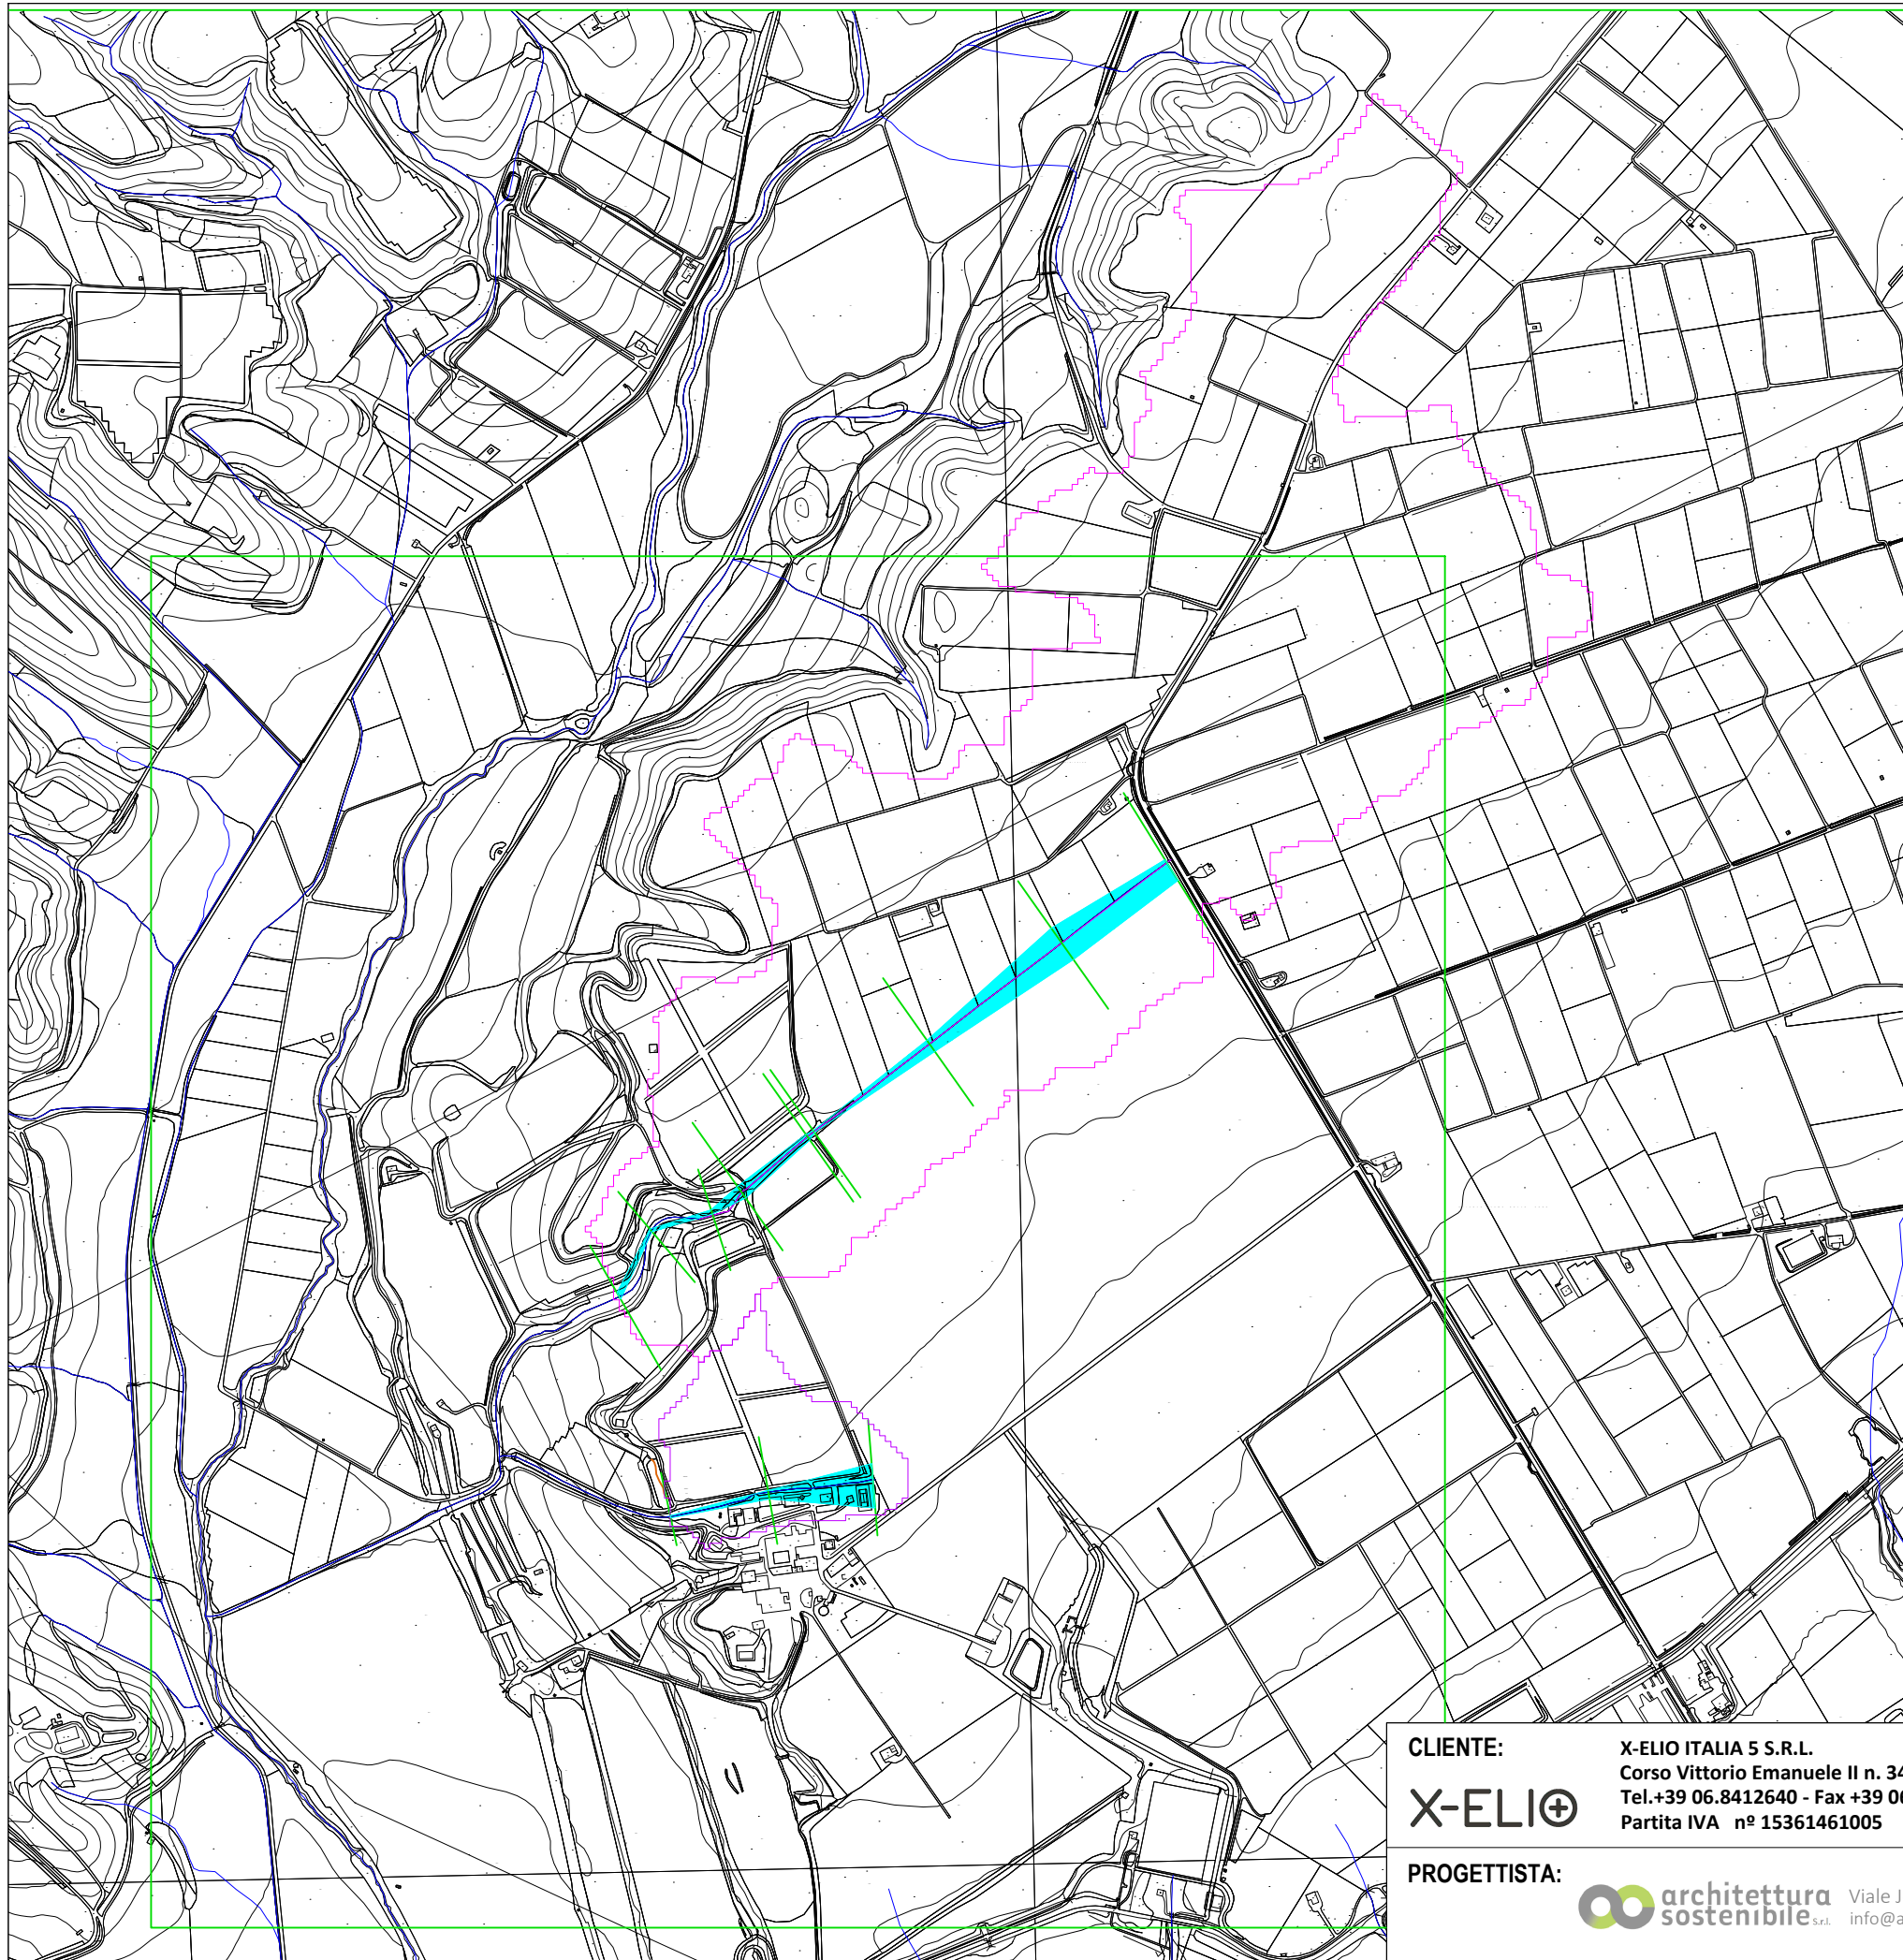 CLIENTE:
X-ELIO ITALIA 5 S.R.L.
Corso Vittorio Emanuele II n. 34
Tel.+39 06.8412640 - Fax +39 06
Partita IVA nº 15361461005
X-ELIO
PROGETTISTA:
architettura
sostenibile s.r.l.
Viale J
info@a